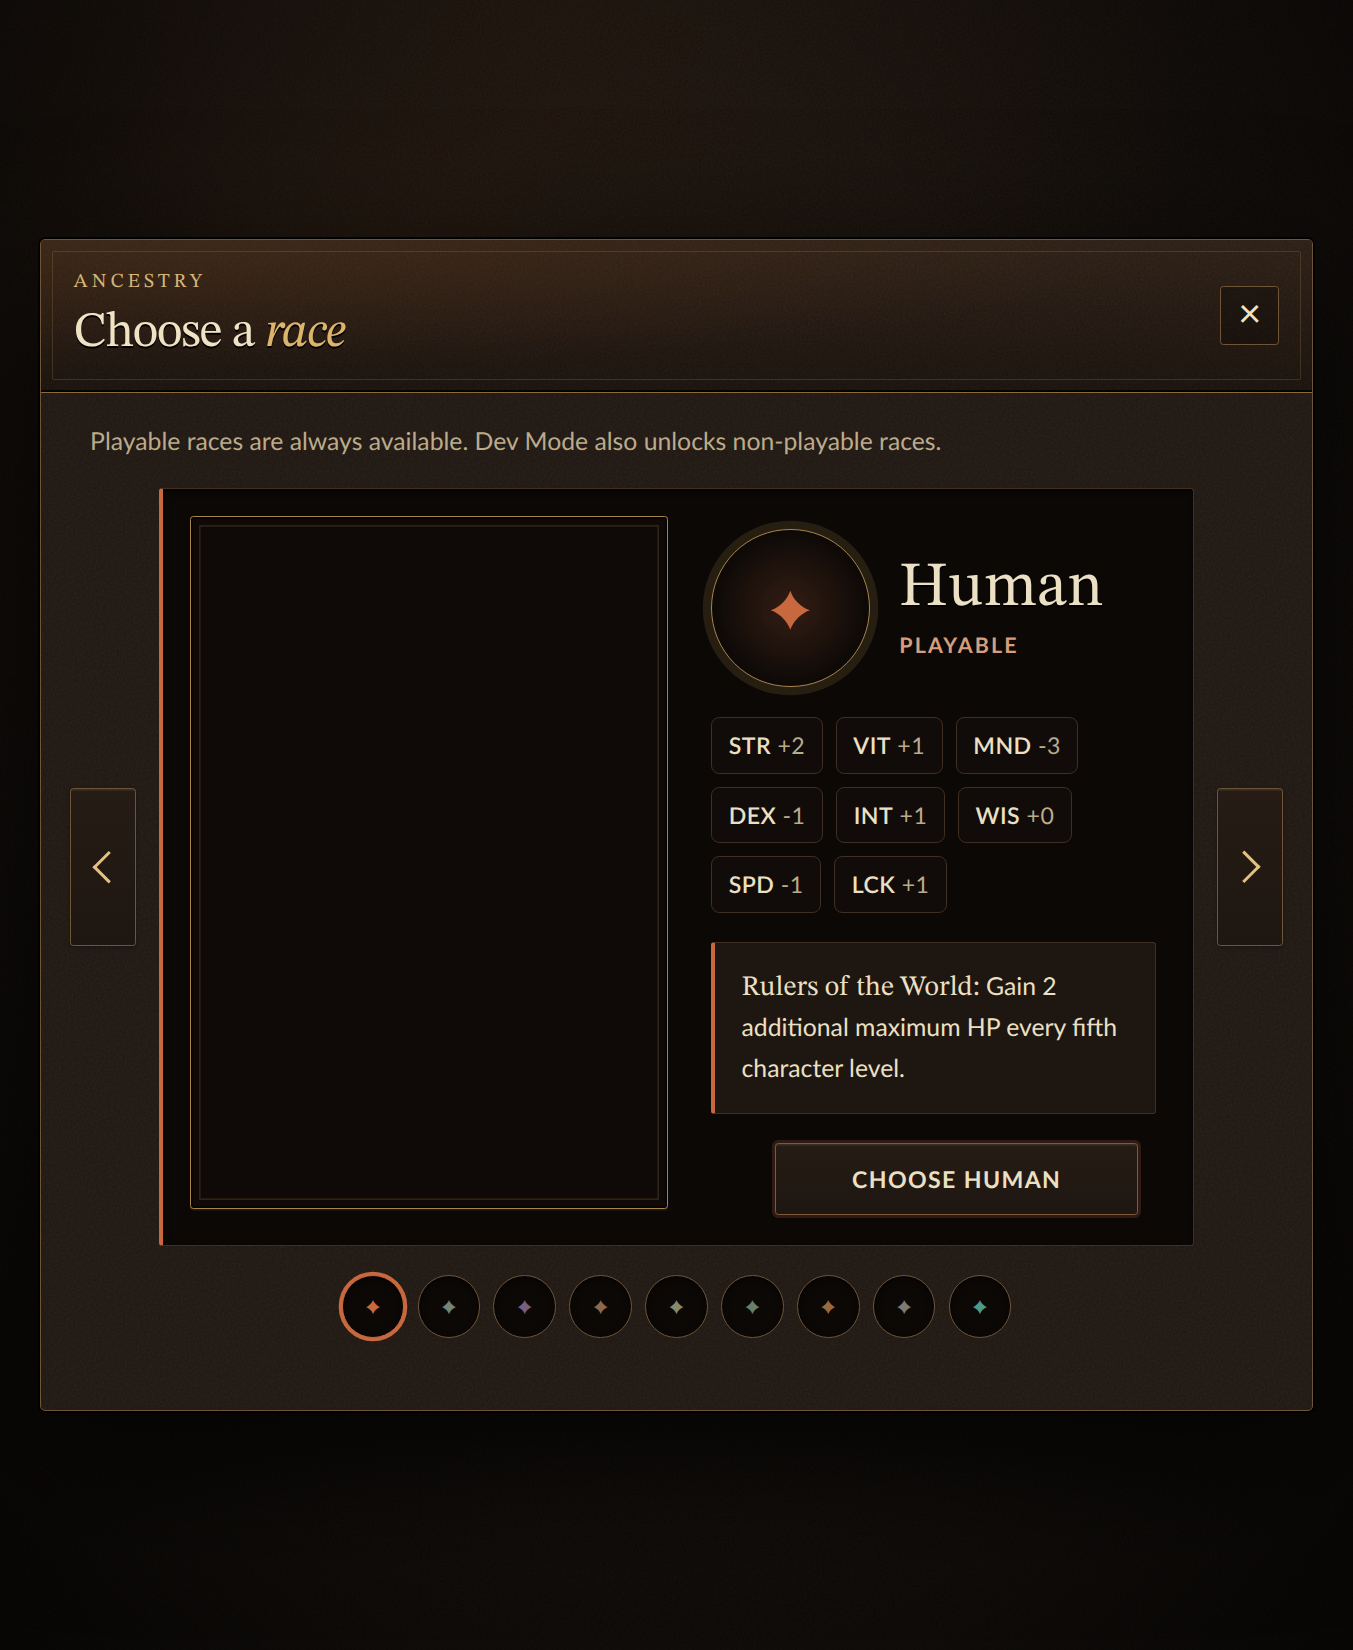 ANCESTRY
Choose a race
Playable races are always available. Dev Mode also unlocks non-playable races.
Human
PLAYABLE
STR +2 VIT +1 MND -3
DEX -1 INT +1 WIS +0
SPD -1 LCK +1
Rulers of the World: Gain 2
additional maximum HP every fifth
character level.
CHOOSE HUMAN